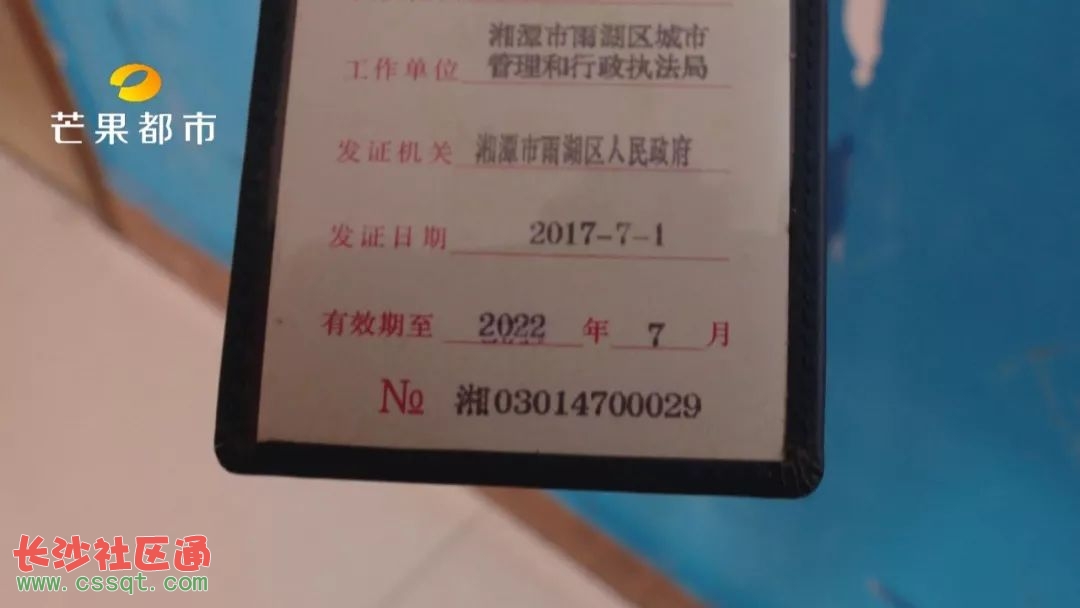 芒果都市
湘潭市雨湖区城市
工作单位 管理和行政执法局
发证机关 湘潭市雨湖区人民政府
发证日期 2017-7-1
有效期至 2022 年 7 月
№ 湘03014700029
长沙社区通
www.cssqt.com